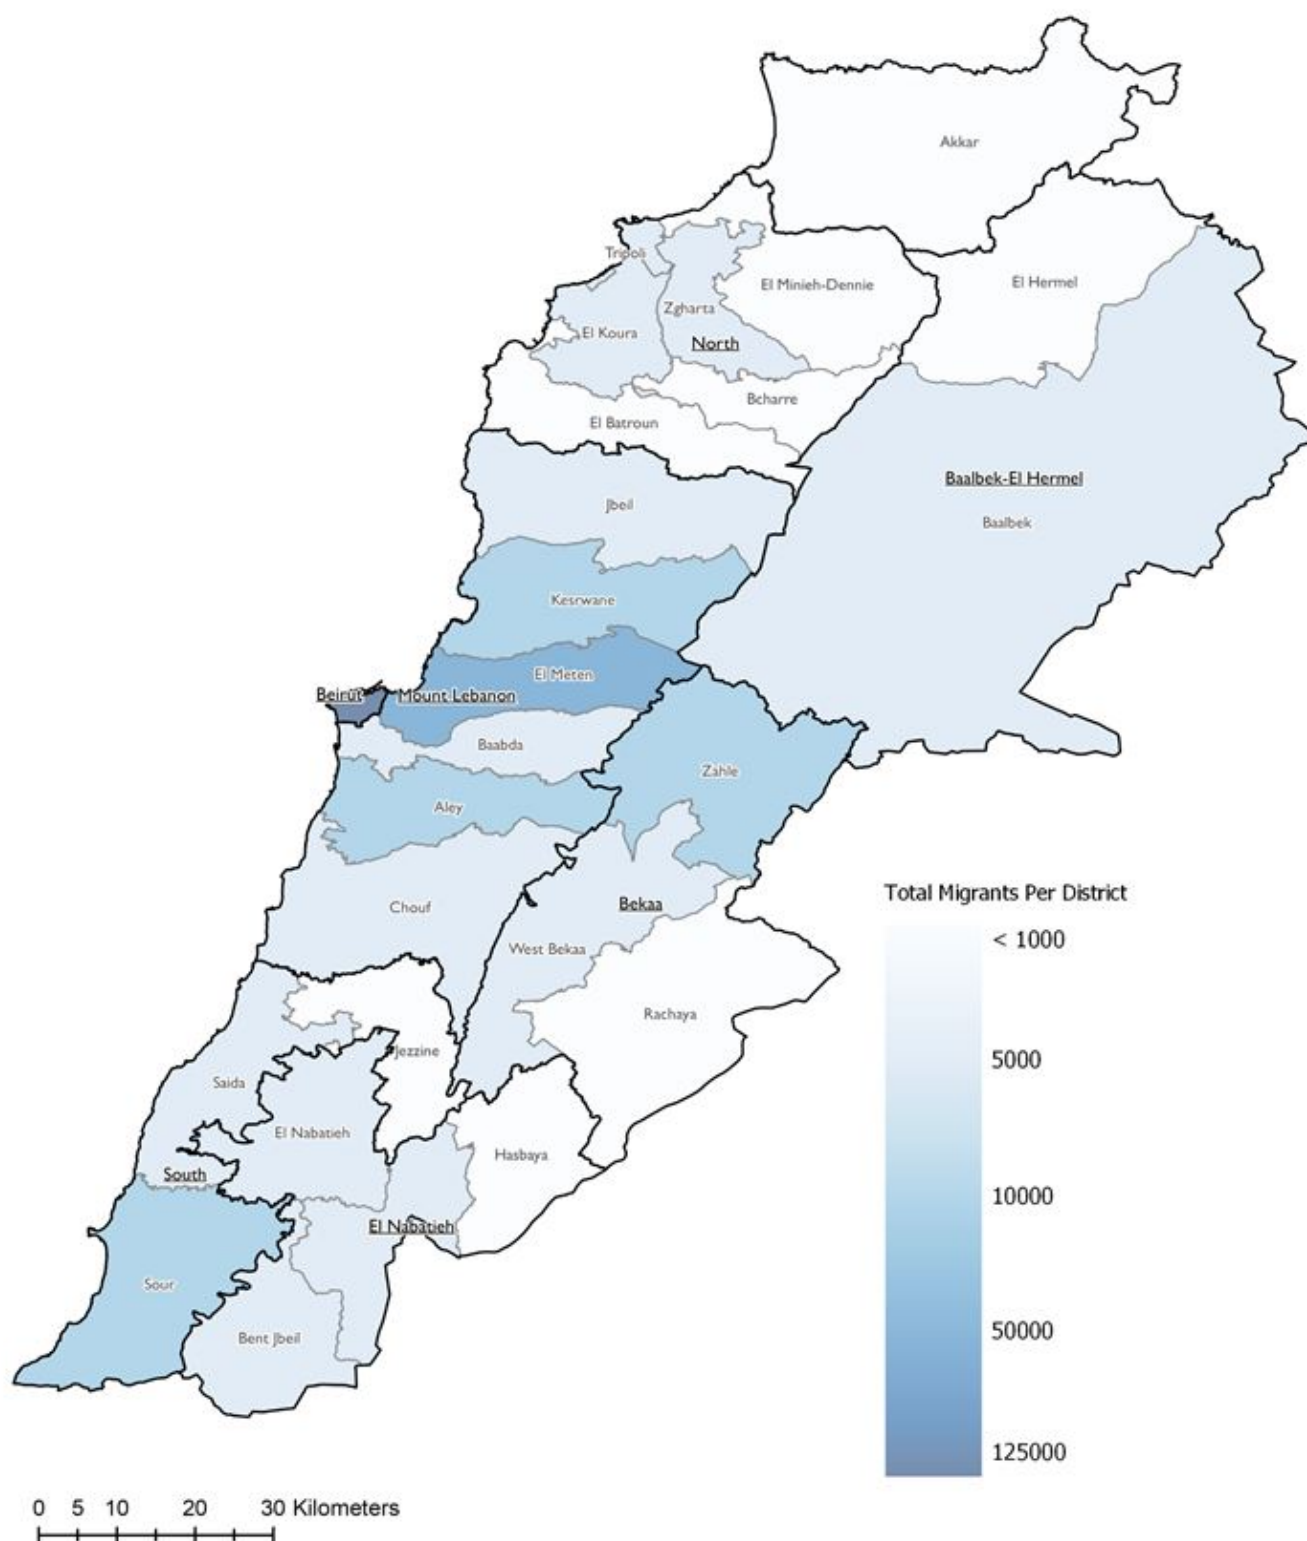 Akkar
Tripoli
El Minieh-Dennie
El Hermel
Zgharta
El Koura
North
Bcharre
El Batroun
Baalbek-El Hermel
Jbeil
Baalbek
Kesrwane
El Meten
Beirut
Mount Lebanon
Baabda
Zahle
Aley
Total Migrants Per District
Chouf
Bekaa
< 1000
West Bekaa
Rachaya
Jezzine
5000
Saida
El Nabatieh
Hasbaya
South
10000
El Nabatieh
Sour
50000
Bent Jbeil
125000
0 5 10 20 30 Kilometers